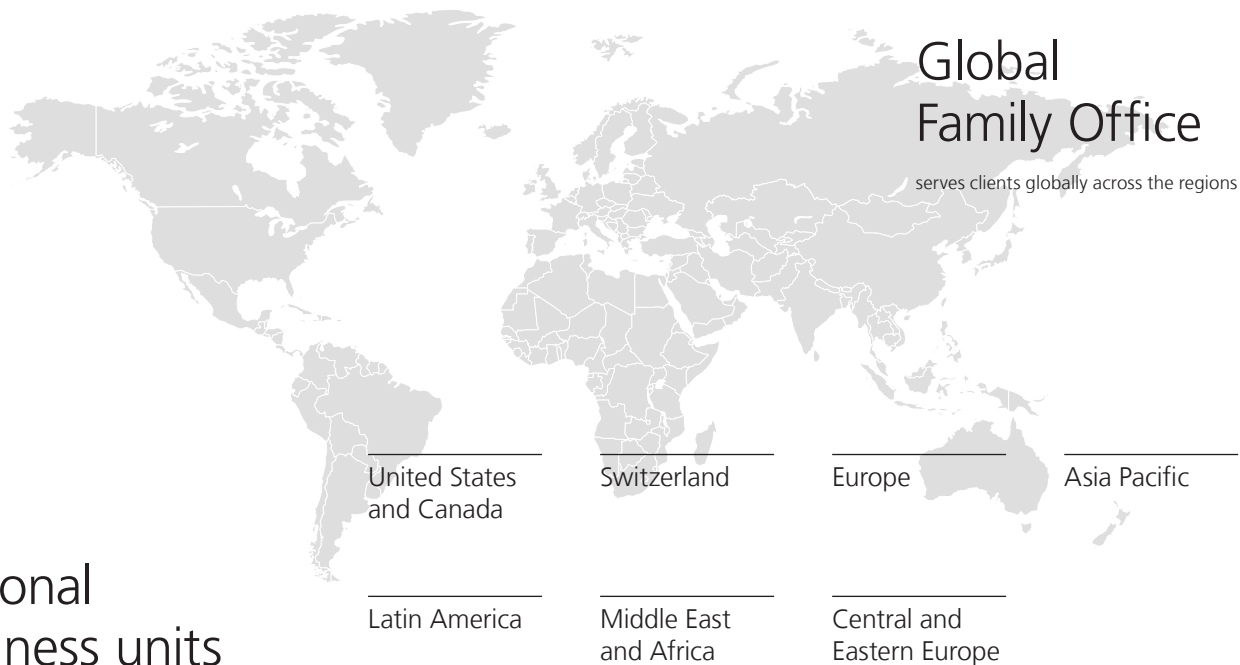 Global
Family Office
serves clients globally across the regions
United States
and Canada
Switzerland
Europe
Asia Pacific
onal
ness units
Latin America
Middle East
and Africa
Central and
Eastern Europe